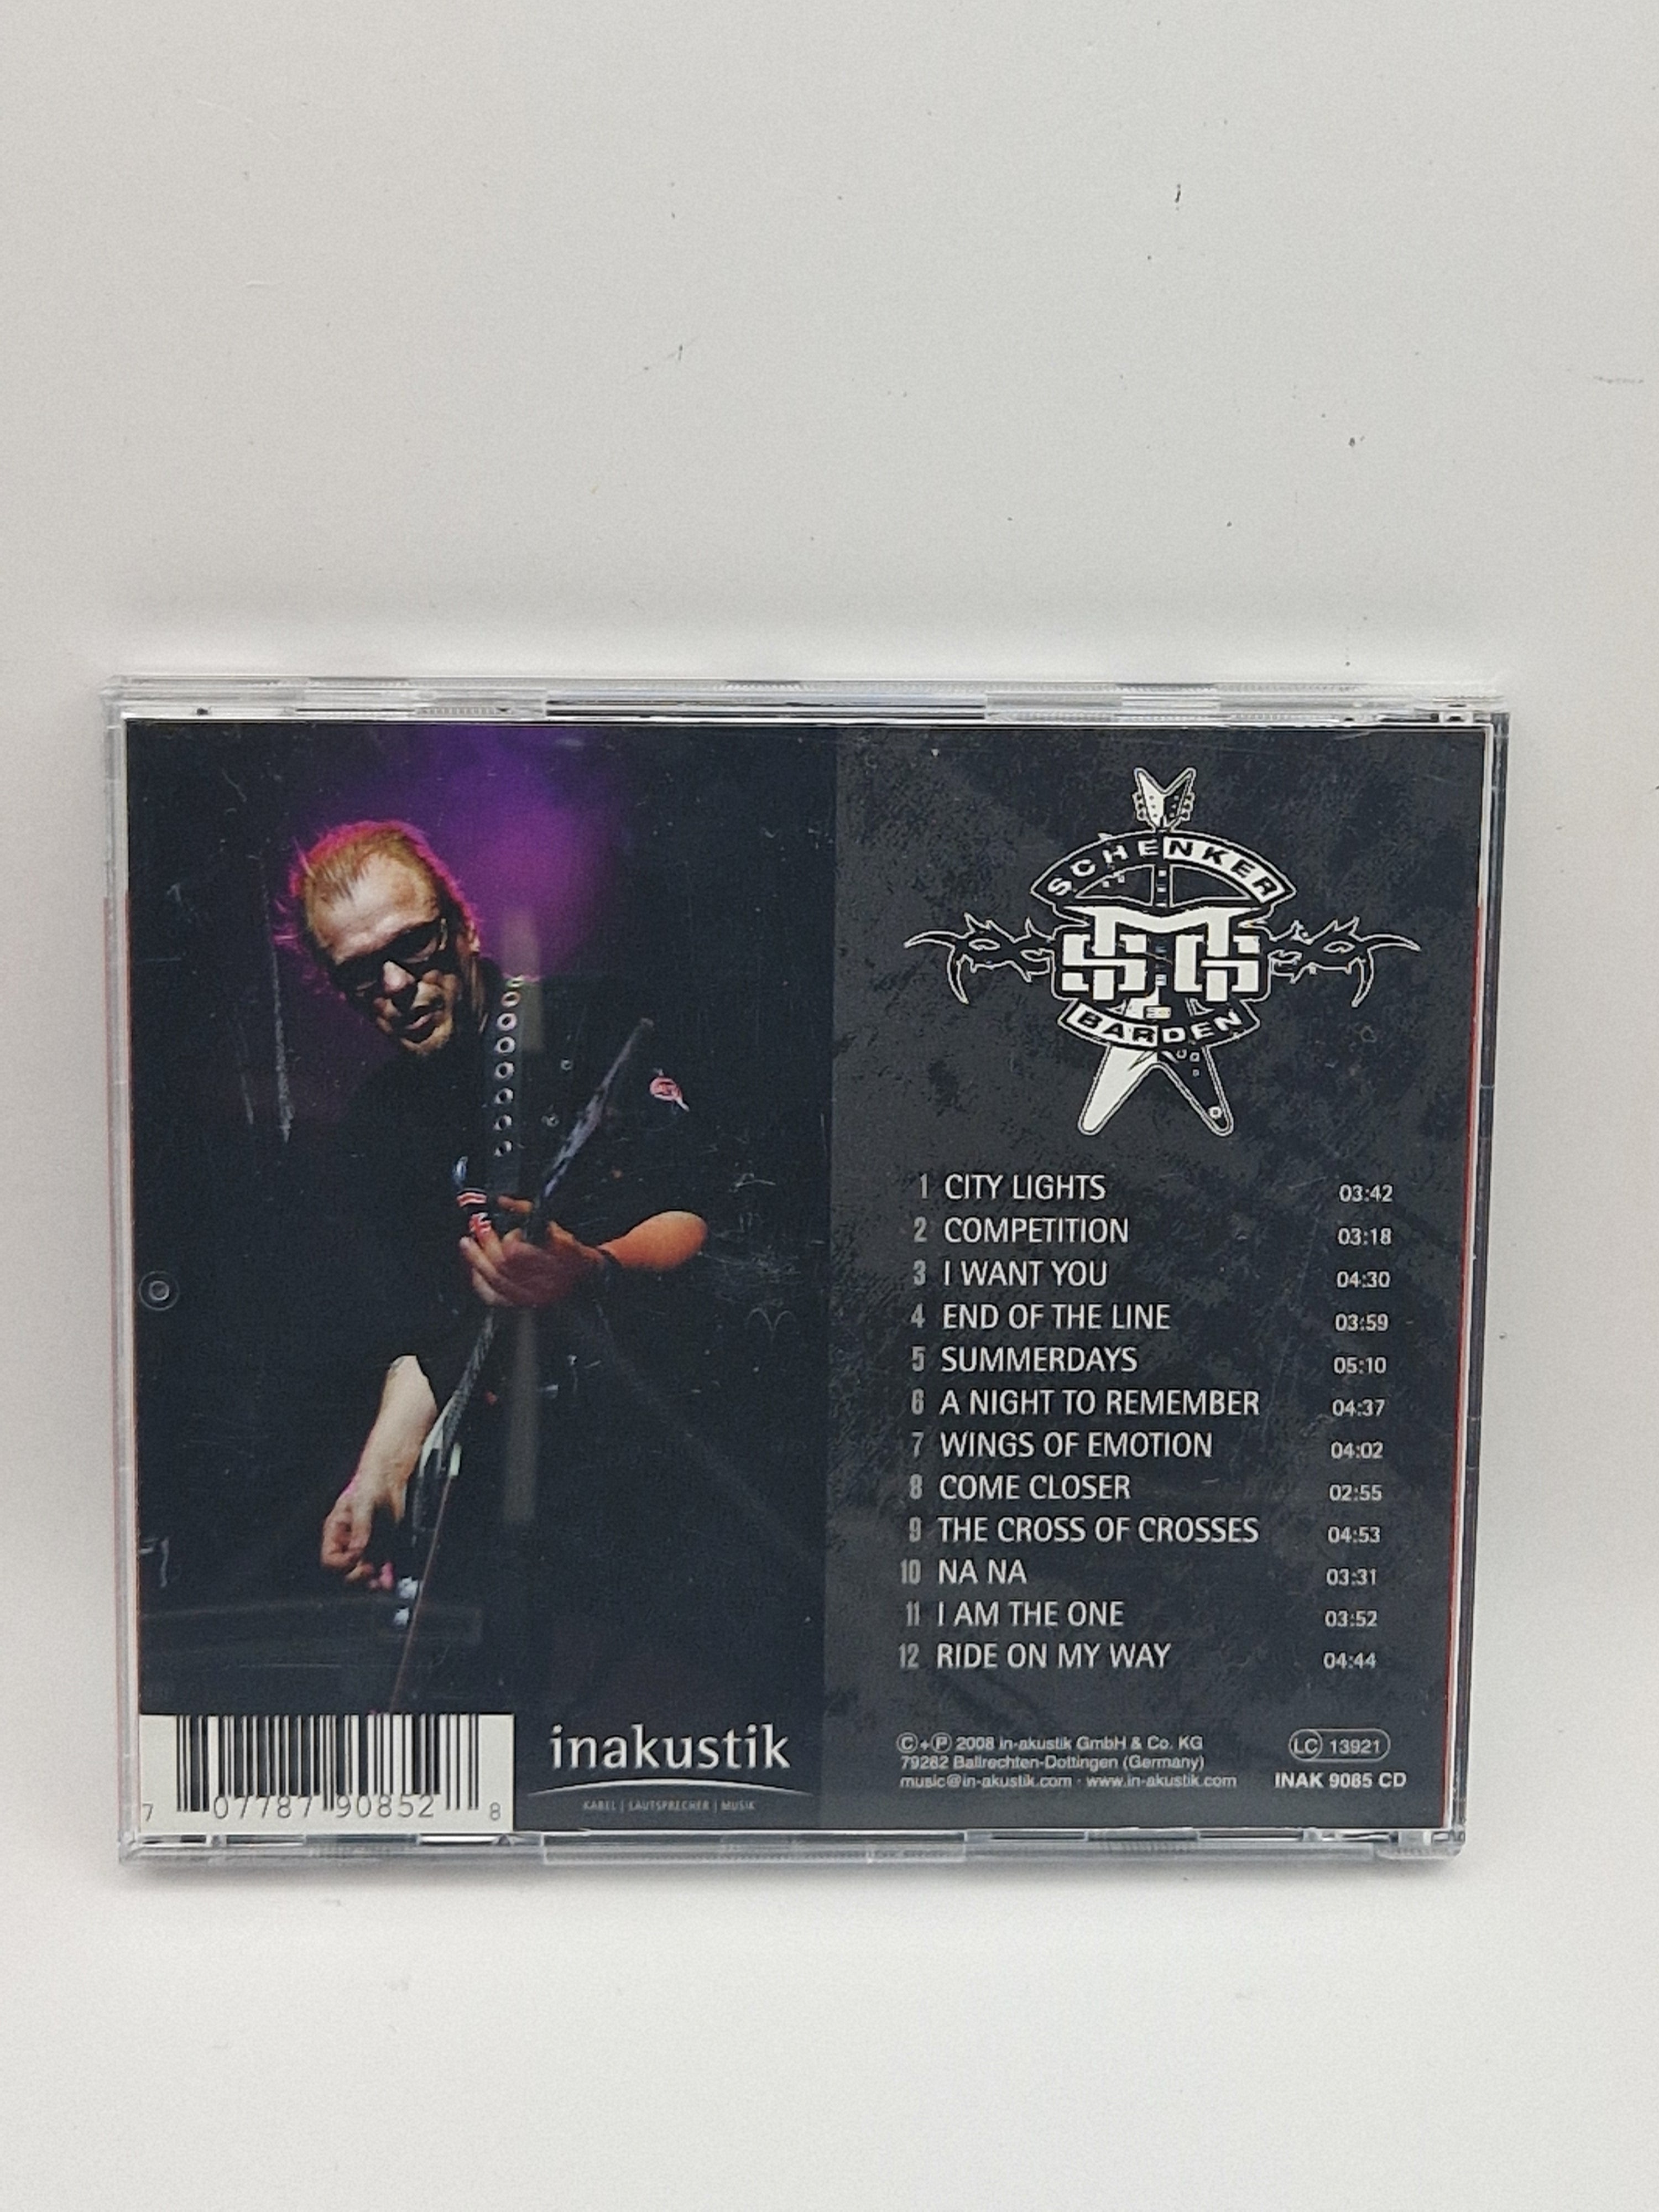 SCHENKER
MSG
BARDEN
1 CITY LIGHTS 03:42
2 COMPETITION 03:18
3 I WANT YOU 04:30
4 END OF THE LINE 03:59
5 SUMMERDAYS 05:10
6 A NIGHT TO REMEMBER 04:37
7 WINGS OF EMOTION 04:02
8 COME CLOSER 02:55
9 THE CROSS OF CROSSES 04:53
10 NA NA 03:31
11 I AM THE ONE 03:52
12 RIDE ON MY WAY 04:44
7 07787 90852 8
inakustik
KABEL | LAUTSPRECHER | MUSIK
©+℗ 2008 in-akustik GmbH & Co. KG
79282 Ballrechten-Dottingen (Germany)
music@in-akustik.com · www.in-akustik.com
LC 13921
INAK 9085 CD